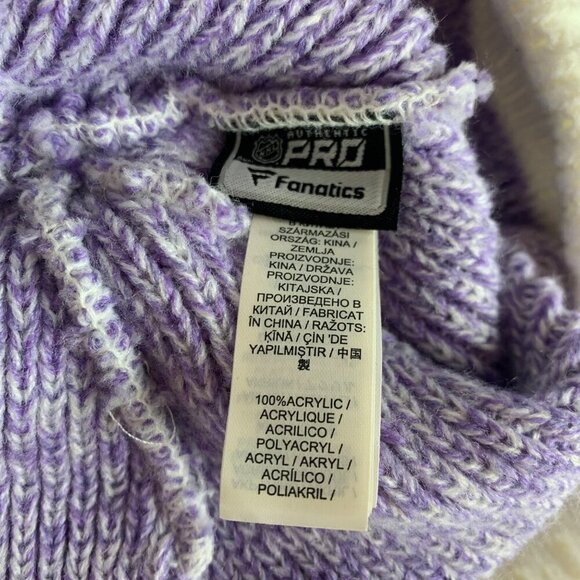 AUTHENTIC
PRO
Fanatics
SZÁRMAZÁSI
ORSZÁG: KINA /
ZEMLJA
PROIZVODNJE:
KINA / DRŽAVA
PROIZVODNJE:
KITAJSKA /
ПРОИЗВЕДЕНО В
КИТАЙ / FABRICAT
ÎN CHINA / RAŽOTS:
ĶĪNĀ / ÇİN 'DE
YAPILMIŞTIR / 中国
製
100%ACRYLIC /
ACRYLIQUE /
ACRILICO /
POLYACRYL /
ACRYL / AKRYL /
ACRÍLICO /
POLIAKRIL /